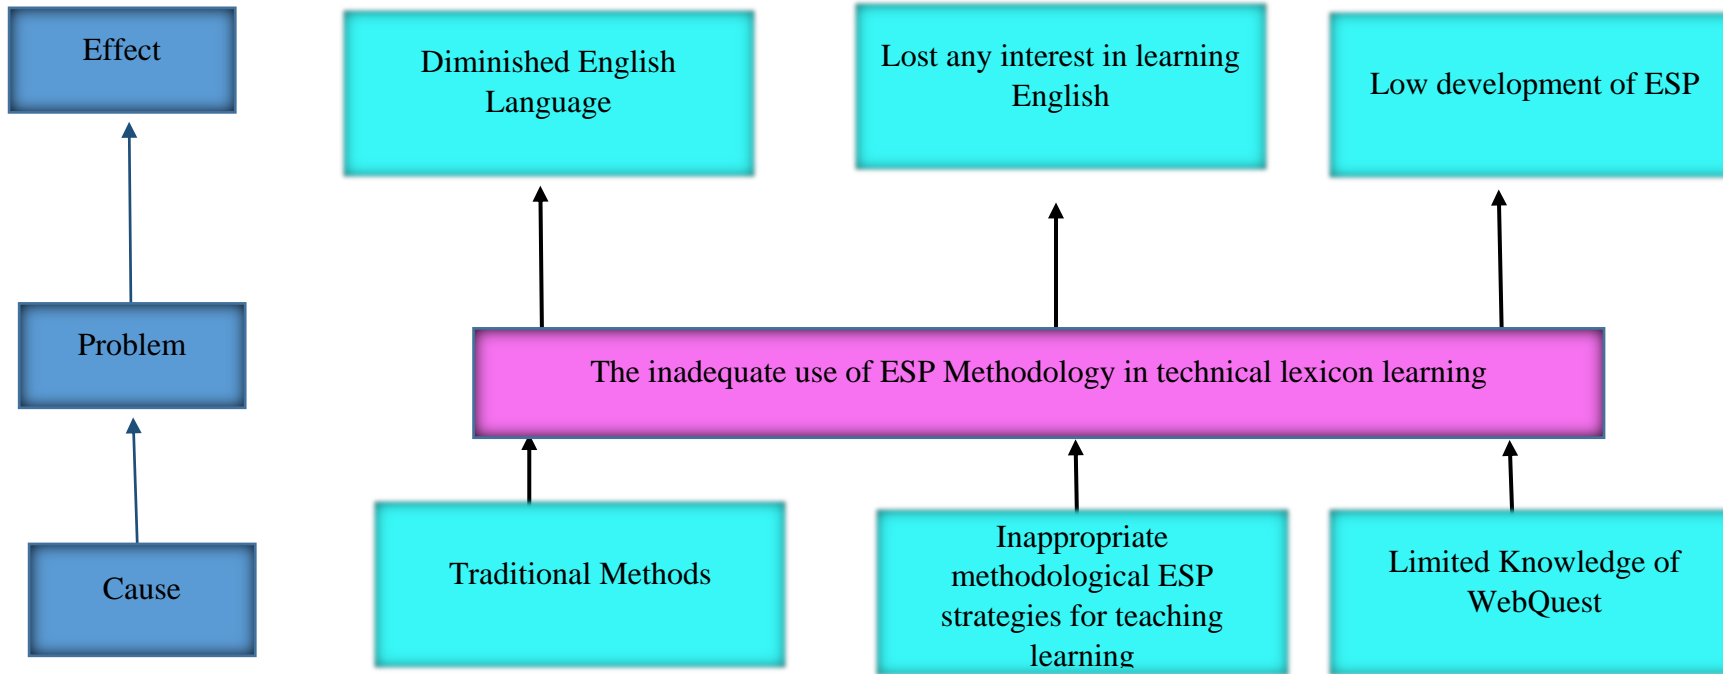 Effect
Diminished English
Language
Lost any interest in learning
English
Low development of ESP
Problem
The inadequate use of ESP Methodology in technical lexicon learning
Cause
Traditional Methods
Inappropriate
methodological ESP
strategies for teaching
learning
Limited Knowledge of
WebQuest